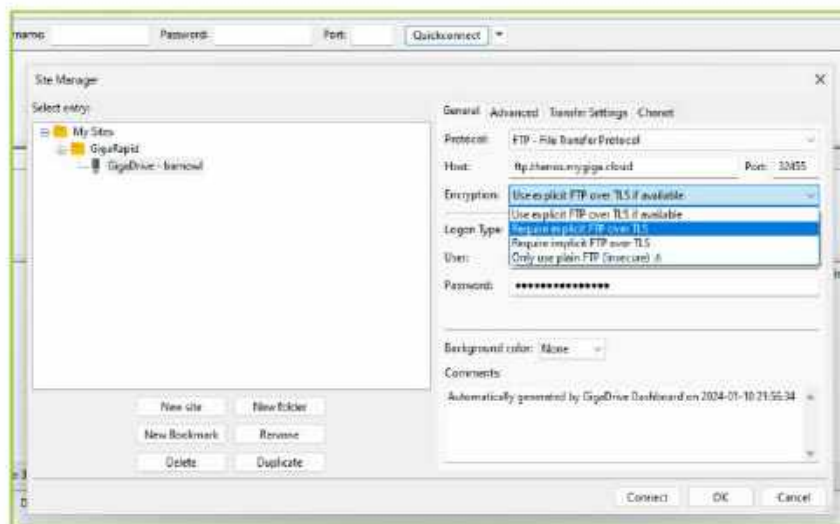 Password:
Port:
Quickconnect
Site Manager
Select entry:
My Sites
GigaRapid
GigaDrive - barnowl
New site
New folder
New Bookmark
Rename
Delete
Duplicate
General
Advanced
Transfer Settings
Charset
Protocol:
FTP - File Transfer Protocol
Host:
Port:
32455
Encryption:
Use explicit FTP over TLS if available
Use explicit FTP over TLS if available
Require explicit FTP over TLS
Logon Type:
Require implicit FTP over TLS
User:
Only use plain FTP (insecure)
Password:
Background color:
None
Comments:
Automatically generated by GigaDrive Dashboard on 2024-01-10 21:56:34
Connect
OK
Cancel